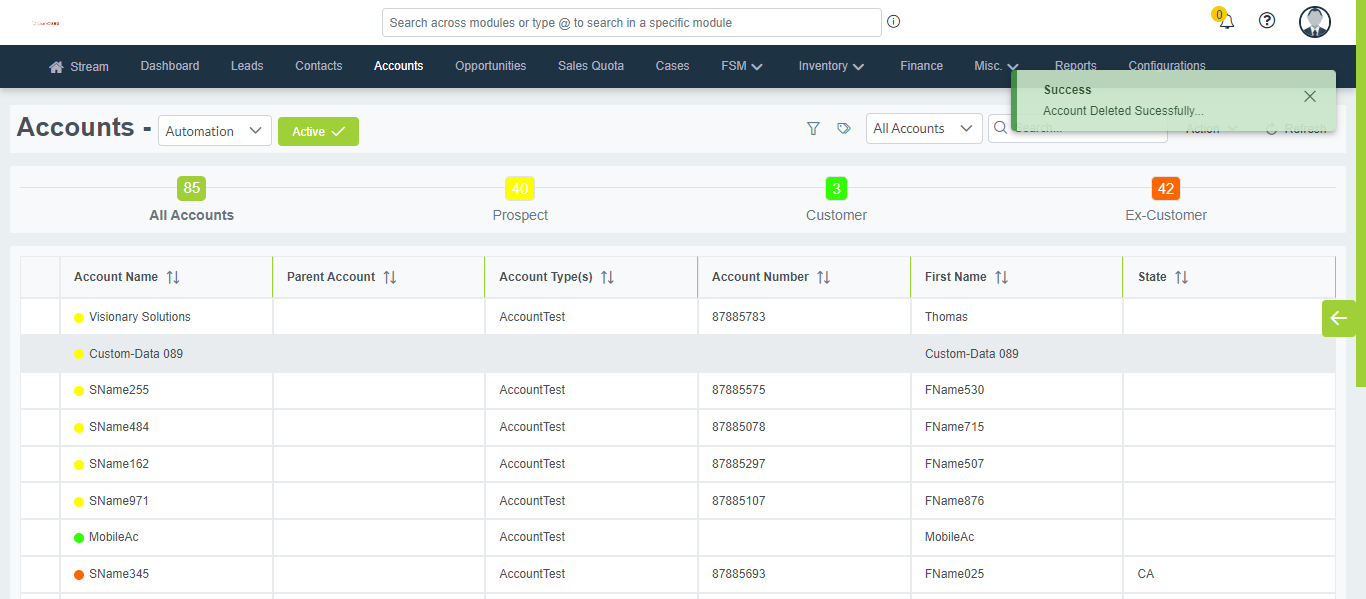 Search across modules or type @ to search in a specific module
0
Stream Dashboard Leads Contacts Accounts Opportunities Sales Quota Cases FSM Inventory Finance Misc. Reports Configurations
Success
Account Deleted Sucessfully...
Accounts - Automation Active All Accounts Search... Action Refresh
85 40 3 42
All Accounts Prospect Customer Ex-Customer
Account Name Parent Account Account Type(s) Account Number First Name State
Visionary Solutions AccountTest 87885783 Thomas
Custom-Data 089 Custom-Data 089
SName255 AccountTest 87885575 FName530
SName484 AccountTest 87885078 FName715
SName162 AccountTest 87885297 FName507
SName971 AccountTest 87885107 FName876
MobileAc AccountTest MobileAc
SName345 AccountTest 87885693 FName025 CA